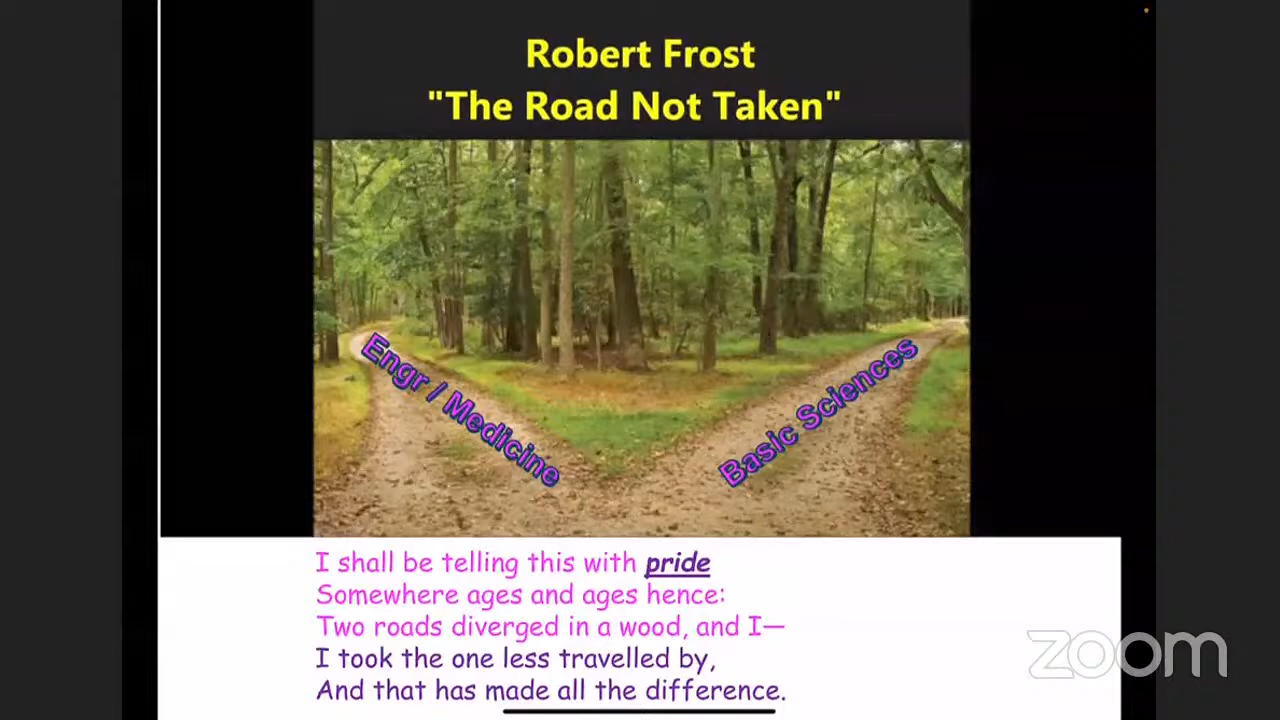 Robert Frost
"The Road Not Taken"
Engr / Medicine
Basic Sciences
I shall be telling this with pride
Somewhere ages and ages hence:
Two roads diverged in a wood, and I—
I took the one less travelled by,
And that has made all the difference.
zoom